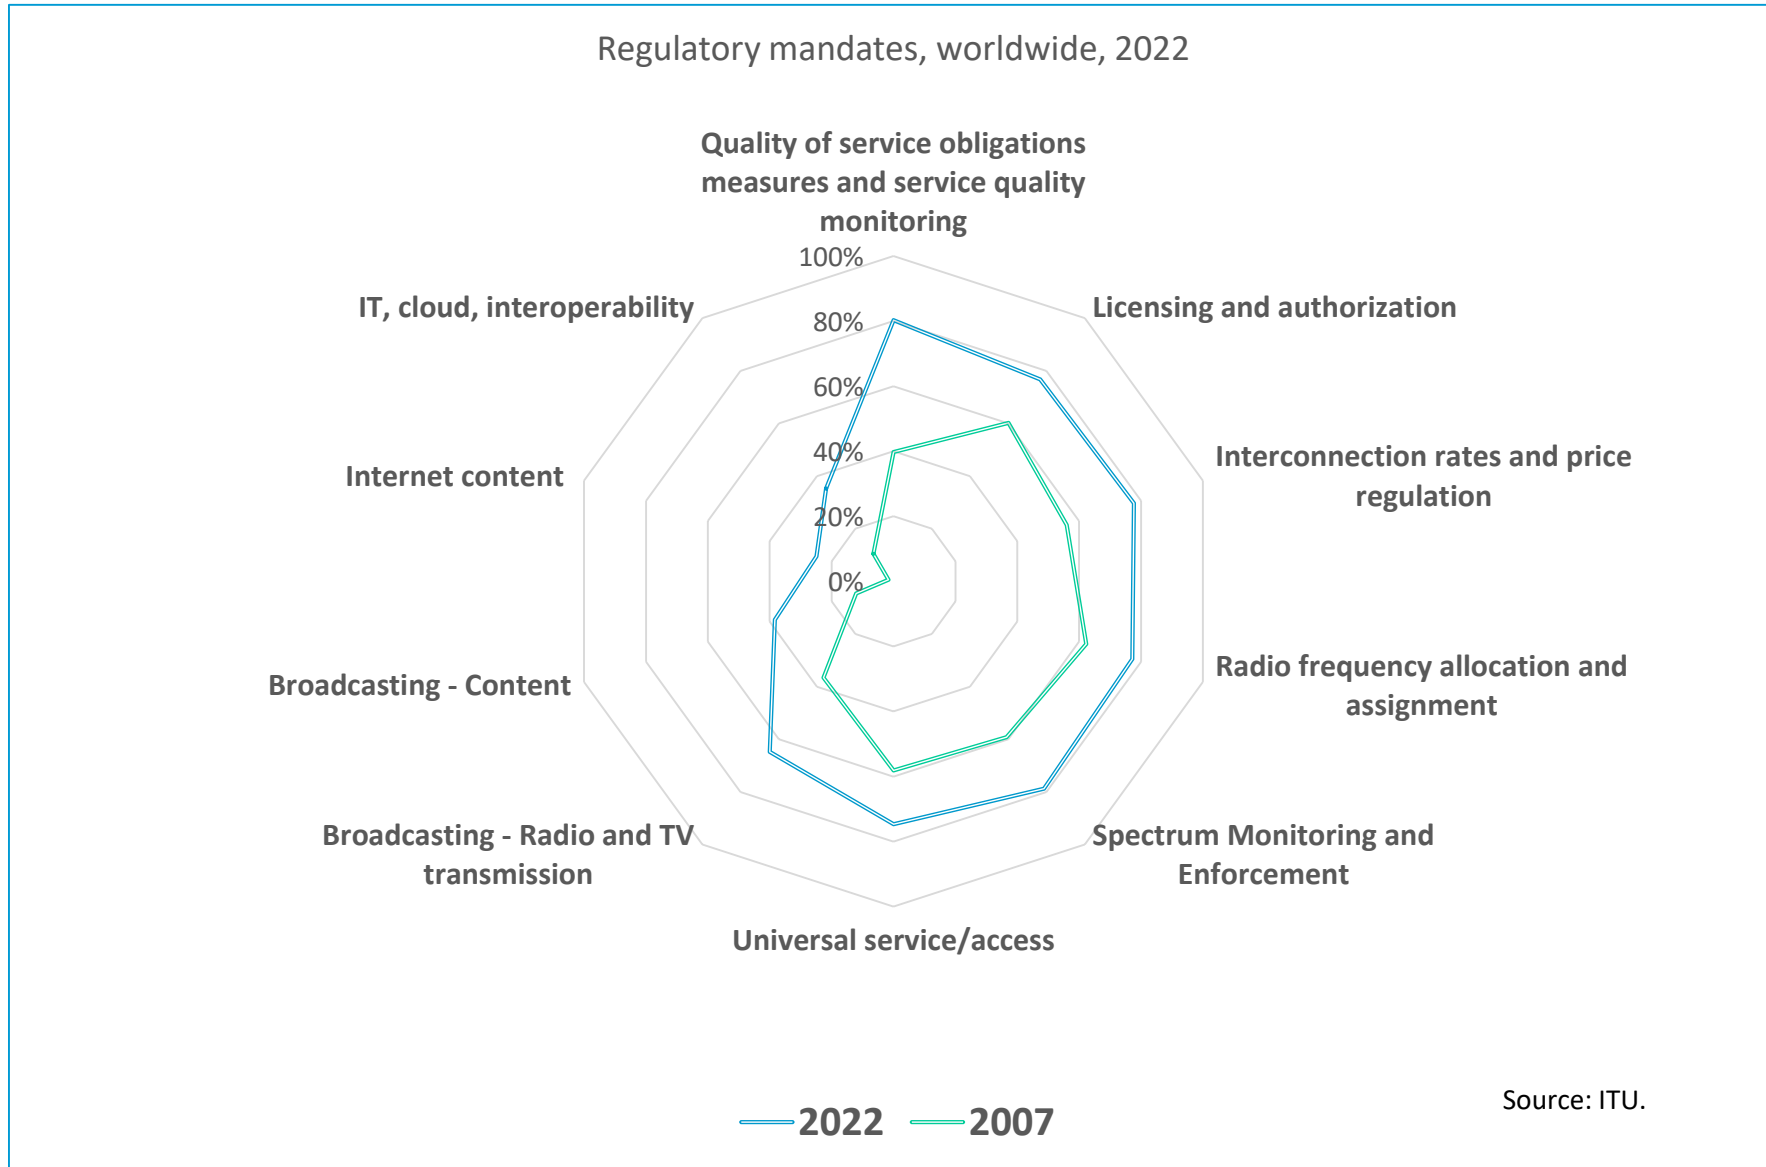 Regulatory mandates, worldwide, 2022
Quality of service obligations
measures and service quality
monitoring
100%
80%
60%
40%
20%
0%
Licensing and authorization
Interconnection rates and price
regulation
Radio frequency allocation and
assignment
Spectrum Monitoring and
Enforcement
Universal service/access
Broadcasting - Radio and TV
transmission
Broadcasting - Content
Internet content
IT, cloud, interoperability
2022
2007
Source: ITU.